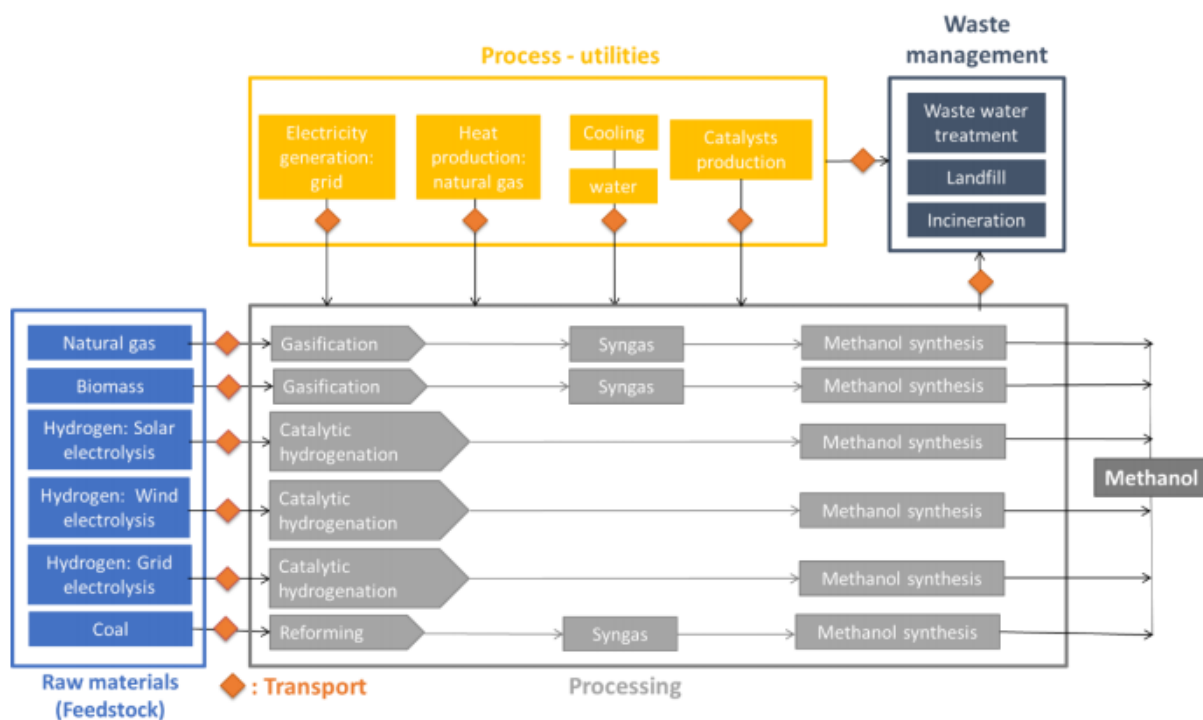 Waste
management
Process - utilities
Electricity
generation:
grid
Heat
production:
natural gas
Cooling
water
Catalysts
production
Waste water
treatment
Landfill
Incineration
Natural gas
Gasification
Syngas
Methanol synthesis
Biomass
Gasification
Syngas
Methanol synthesis
Hydrogen: Solar
electrolysis
Catalytic
hydrogenation
Methanol synthesis
Hydrogen: Wind
electrolysis
Catalytic
hydrogenation
Methanol synthesis
Hydrogen: Grid
electrolysis
Catalytic
hydrogenation
Methanol synthesis
Coal
Reforming
Syngas
Methanol synthesis
Methanol
Raw materials
(Feedstock)
: Transport
Processing